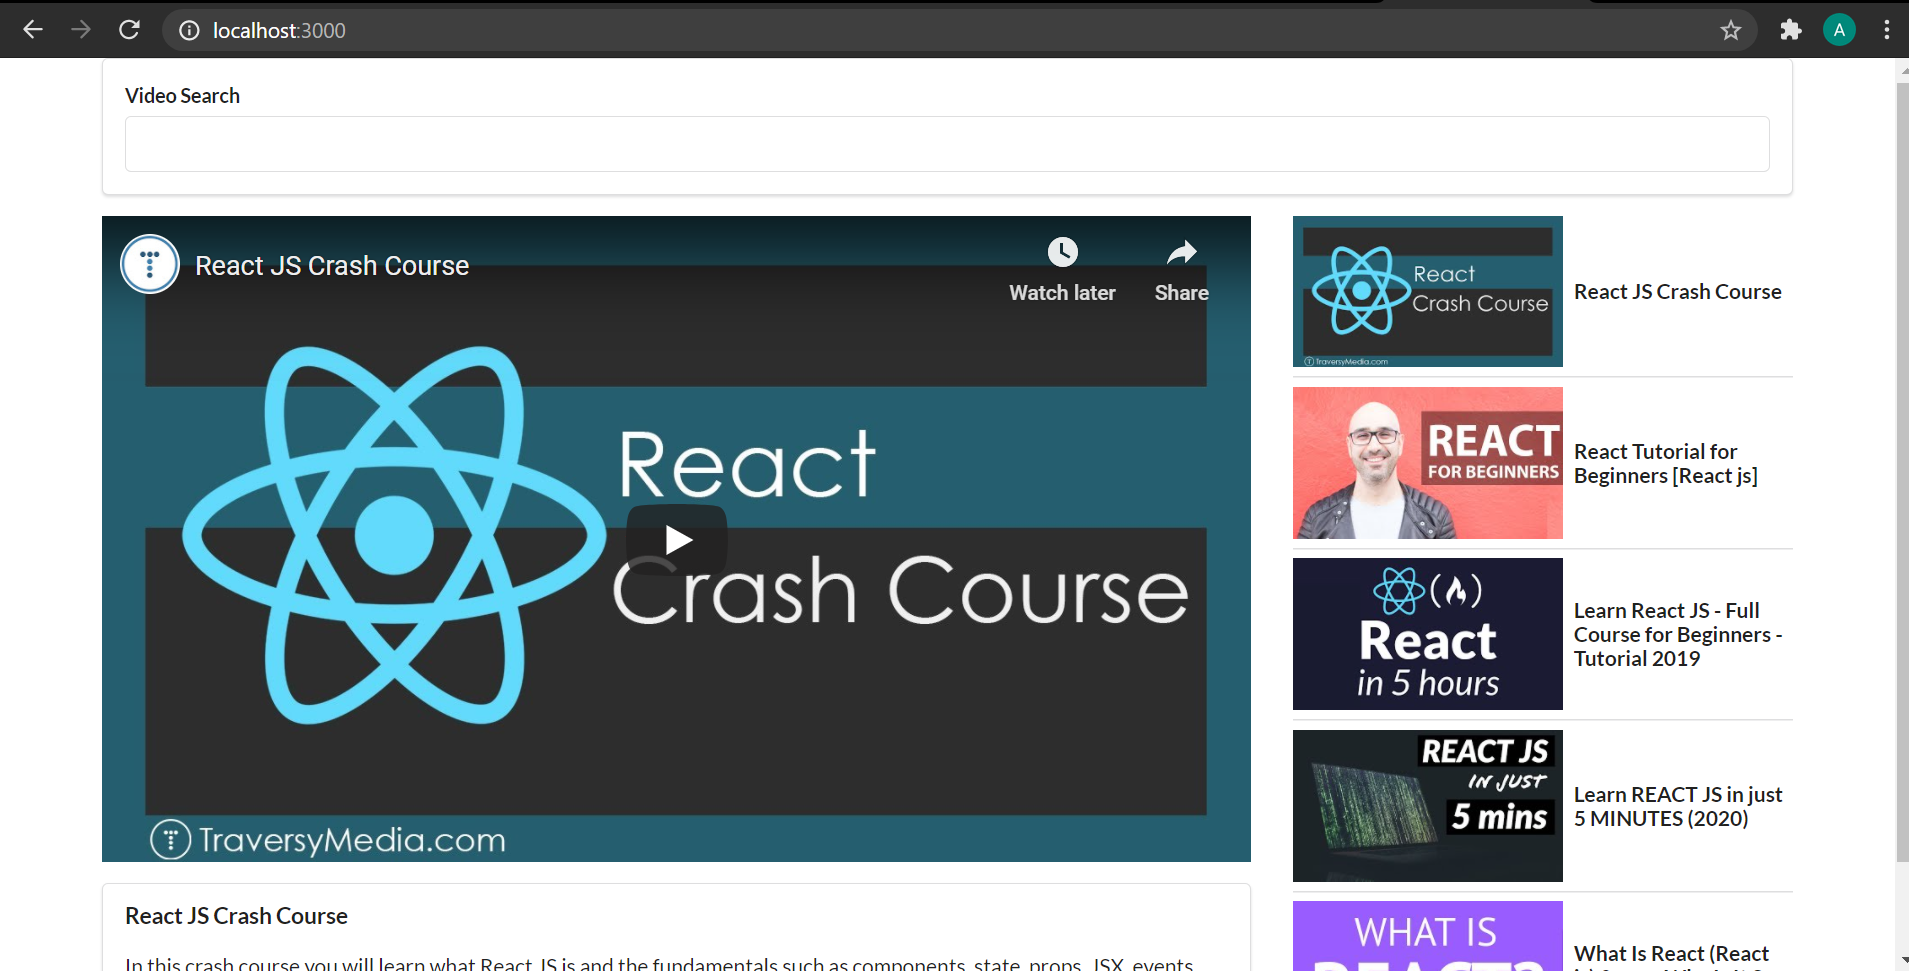 localhost:3000
A
Video Search
React JS Crash Course
Watch later
Share
React
Crash Course
TraversyMedia.com
React JS Crash Course
In this crash course you will learn what React JS is and the fundamentals such as components, state, props, JSX, events,
React
Crash Course
TraversyMedia.com
React JS Crash Course
REACT
FOR BEGINNERS
React Tutorial for
Beginners [React js]
React
in 5 hours
Learn React JS - Full
Course for Beginners -
Tutorial 2019
REACT JS
IN JUST
5 mins
Learn REACT JS in just
5 MINUTES (2020)
WHAT IS
REACT?
What Is React (React